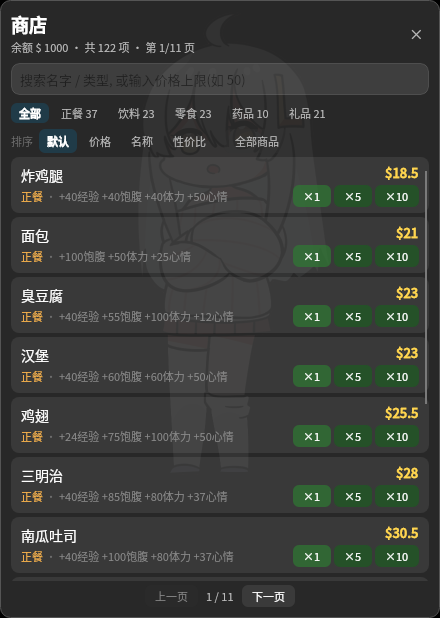 商店
余额 $ 1000 · 共 122 项 · 第 1/11 页
×
搜索名字 / 类型, 或输入价格上限(如 50)
全部 正餐 37 饮料 23 零食 23 药品 10 礼品 21
排序 默认 价格 名称 性价比 全部商品
炸鸡腿 $18.5
正餐 · +40经验 +40饱腹 +40体力 +50心情 ×1 ×5 ×10
面包 $21
正餐 · +100饱腹 +50体力 +25心情 ×1 ×5 ×10
臭豆腐 $23
正餐 · +40经验 +55饱腹 +100体力 +12心情 ×1 ×5 ×10
汉堡 $23
正餐 · +40经验 +60饱腹 +60体力 +50心情 ×1 ×5 ×10
鸡翅 $25.5
正餐 · +24经验 +75饱腹 +100体力 +50心情 ×1 ×5 ×10
三明治 $28
正餐 · +40经验 +85饱腹 +80体力 +37心情 ×1 ×5 ×10
南瓜吐司 $30.5
正餐 · +40经验 +100饱腹 +80体力 +37心情 ×1 ×5 ×10
上一页 1 / 11 下一页